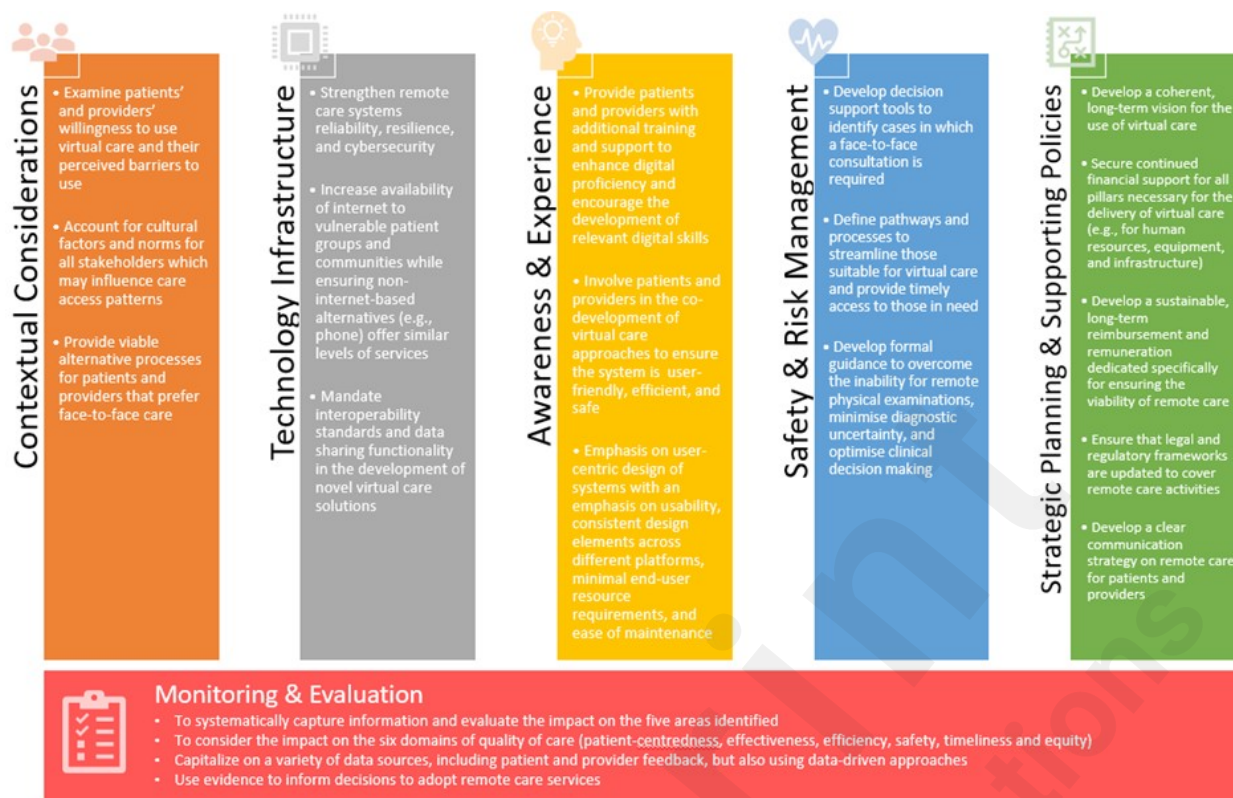 Contextual Considerations
• Examine patients'
and providers'
willingness to use
virtual care and their
perceived barriers to
use
• Account for cultural
factors and norms for
all stakeholders which
may influence care
access patterns
• Provide viable
alternative processes
for patients and
providers that prefer
face-to-face care
Technology Infrastructure
• Strengthen remote
care systems
reliability, resilience,
and cybersecurity
• Increase availability
of internet to
vulnerable patient
groups and
communities while
ensuring non-
internet-based
alternatives (e.g.,
phone) offer similar
levels of services
• Mandate
interoperability
standards and data
sharing functionality
in the development of
novel virtual care
solutions
Awareness & Experience
• Provide patients
and providers with
additional training
and support to
enhance digital
proficiency and
encourage the
development of
relevant digital skills
• Involve patients and
providers in the co-
development of
virtual care
approaches to ensure
the system is user-
friendly, efficient, and
safe
• Emphasis on user-
centric design of
systems with an
emphasis on usability,
consistent design
elements across
different platforms,
minimal end-user
resource
requirements, and
ease of maintenance
Safety & Risk Management
• Develop decision
support tools to
identify cases in which
a face-to-face
consultation is
required
• Define pathways and
processes to
streamline those
suitable for virtual care
and provide timely
access to those in need
• Develop formal
guidance to overcome
the inability for remote
physical examinations,
minimise diagnostic
uncertainty, and
optimise clinical
decision making
Strategic Planning & Supporting Policies
• Develop a coherent,
long-term vision for the
use of virtual care
• Secure continued
financial support for all
pillars necessary for the
delivery of virtual care
(e.g., for human
resources, equipment,
and infrastructure)
• Develop a sustainable,
long-term
reimbursement and
remuneration
dedicated specifically
for ensuring the
viability of remote care
• Ensure that legal and
regulatory frameworks
are updated to cover
remote care activities
• Develop a clear
communication
strategy on remote care
for patients and
providers
Monitoring & Evaluation
• To systematically capture information and evaluate the impact on the five areas identified
• To consider the impact on the six domains of quality of care (patient-centredness, effectiveness, efficiency, safety, timeliness and equity)
• Capitalize on a variety of data sources, including patient and provider feedback, but also using data-driven approaches
• Use evidence to inform decisions to adopt remote care services